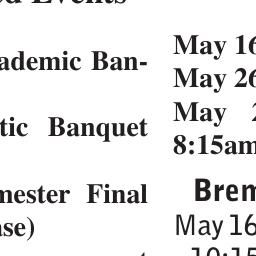 Events
ademic Ban-
tic Banquet
mester Final
ase)
May 16
May 26
May 2
8:15am
Brem
May 16
10:15